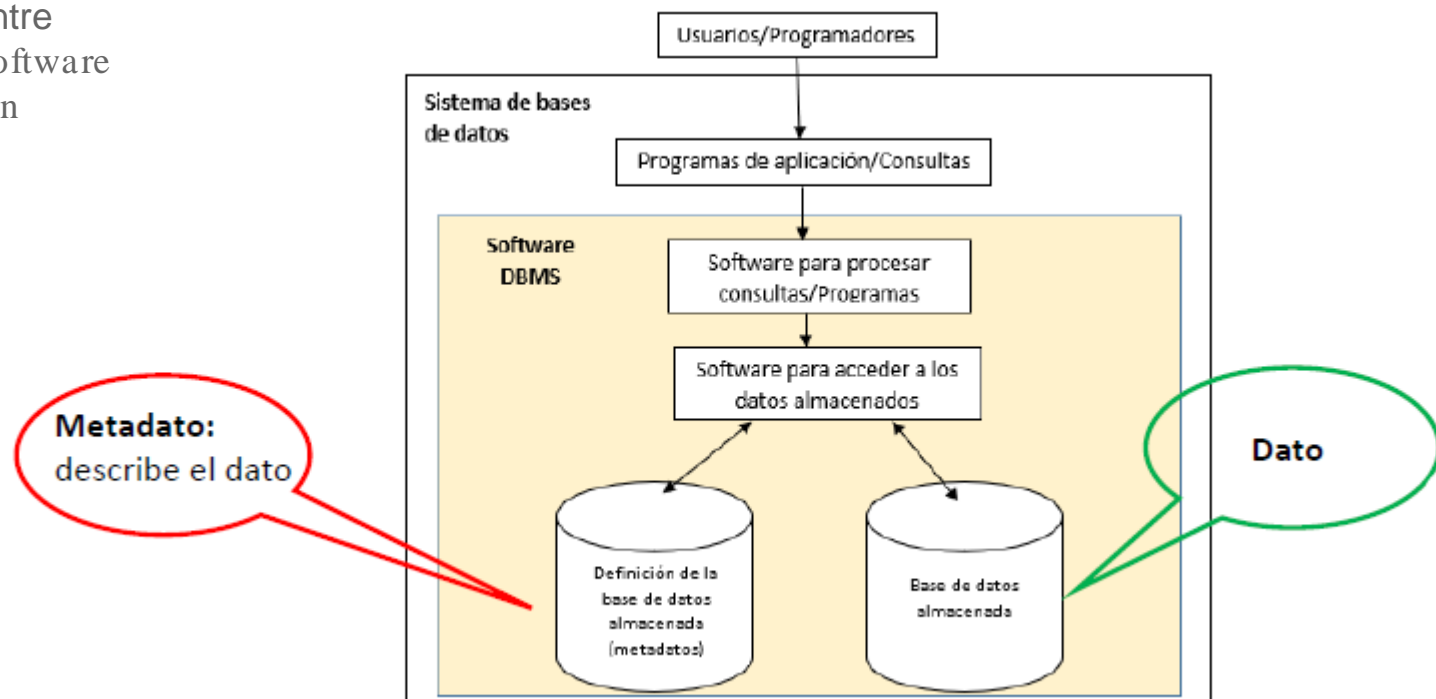 ntre
oftware
n
Usuarios/Programadores
Sistema de bases
de datos
Programas de aplicación/Consultas
Software
DBMS
Software para procesar
consultas/Programas
Software para acceder a los
datos almacenados
Metadato:
describe el dato
Dato
Definición de la
base de datos
almacenada
(metadatos)
Base de datos
almacenada